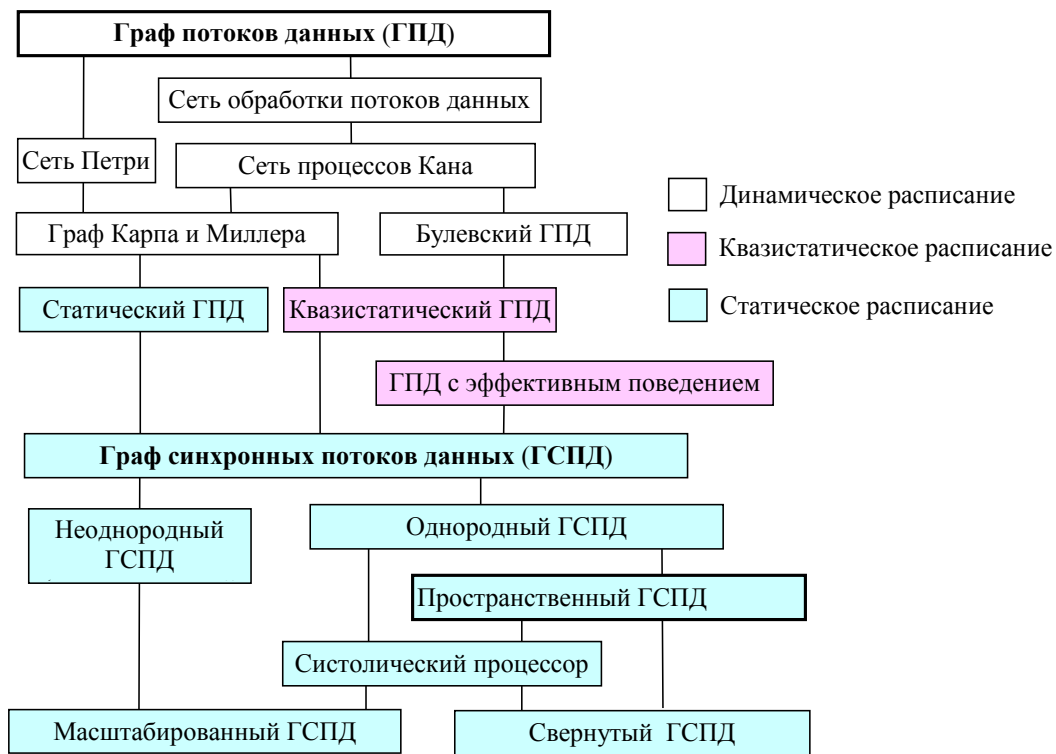 Граф потоков данных (ГПД)
Сеть обработки потоков данных
Сеть Петри
Сеть процессов Кана
Динамическое расписание
Граф Карпа и Миллера
Булевский ГПД
Квазистатическое расписание
Статический ГПД
Квазистатический ГПД
Статическое расписание
ГПД с эффективным поведением
Граф синхронных потоков данных (ГСПД)
Неоднородный
ГСПД
Однородный ГСПД
Пространственный ГСПД
Систолический процессор
Масштабированный ГСПД
Свернутый ГСПД